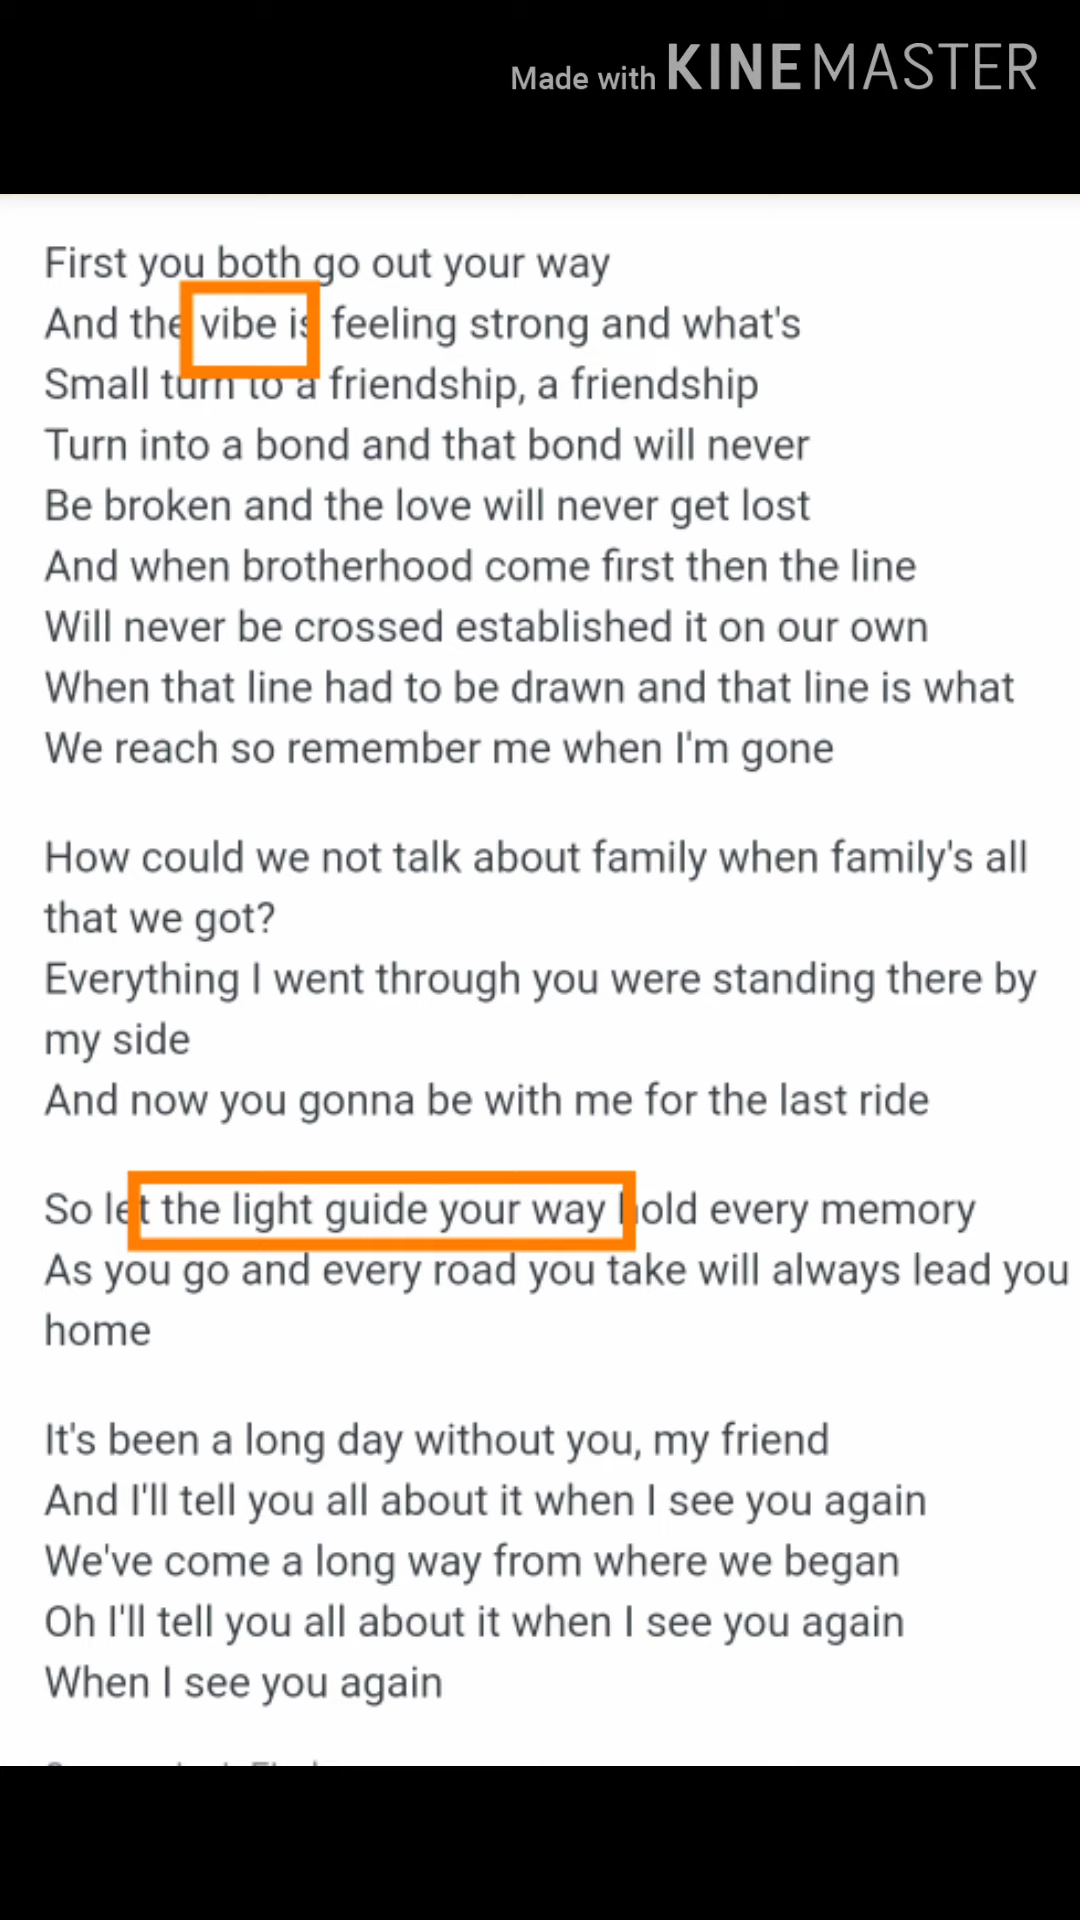 Made with KINEMASTER
First you both go out your way
And the vibe is feeling strong and what's
Small turn to a friendship, a friendship
Turn into a bond and that bond will never
Be broken and the love will never get lost
And when brotherhood come first then the line
Will never be crossed established it on our own
When that line had to be drawn and that line is what
We reach so remember me when I'm gone
How could we not talk about family when family's all
that we got?
Everything I went through you were standing there by
my side
And now you gonna be with me for the last ride
So let the light guide your way hold every memory
As you go and every road you take will always lead you
home
It's been a long day without you, my friend
And I'll tell you all about it when I see you again
We've come a long way from where we began
Oh I'll tell you all about it when I see you again
When I see you again